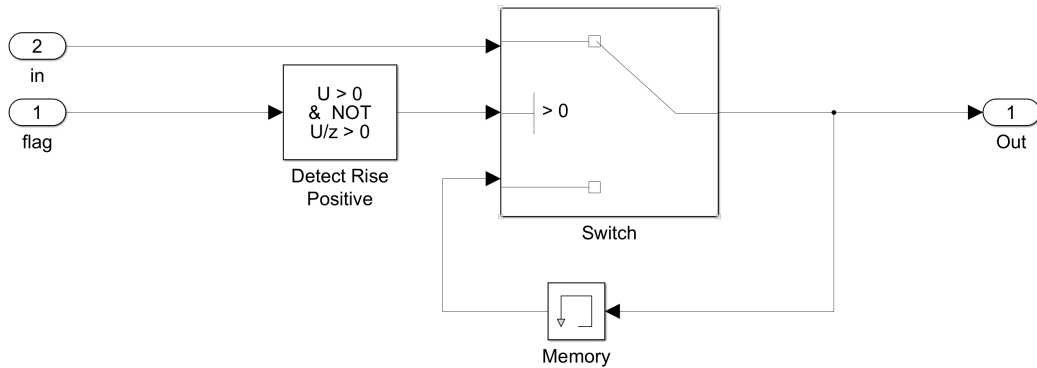 2
in
1
flag
U > 0
& NOT
U/z > 0
Detect Rise
Positive
> 0
Switch
1
Out
Memory